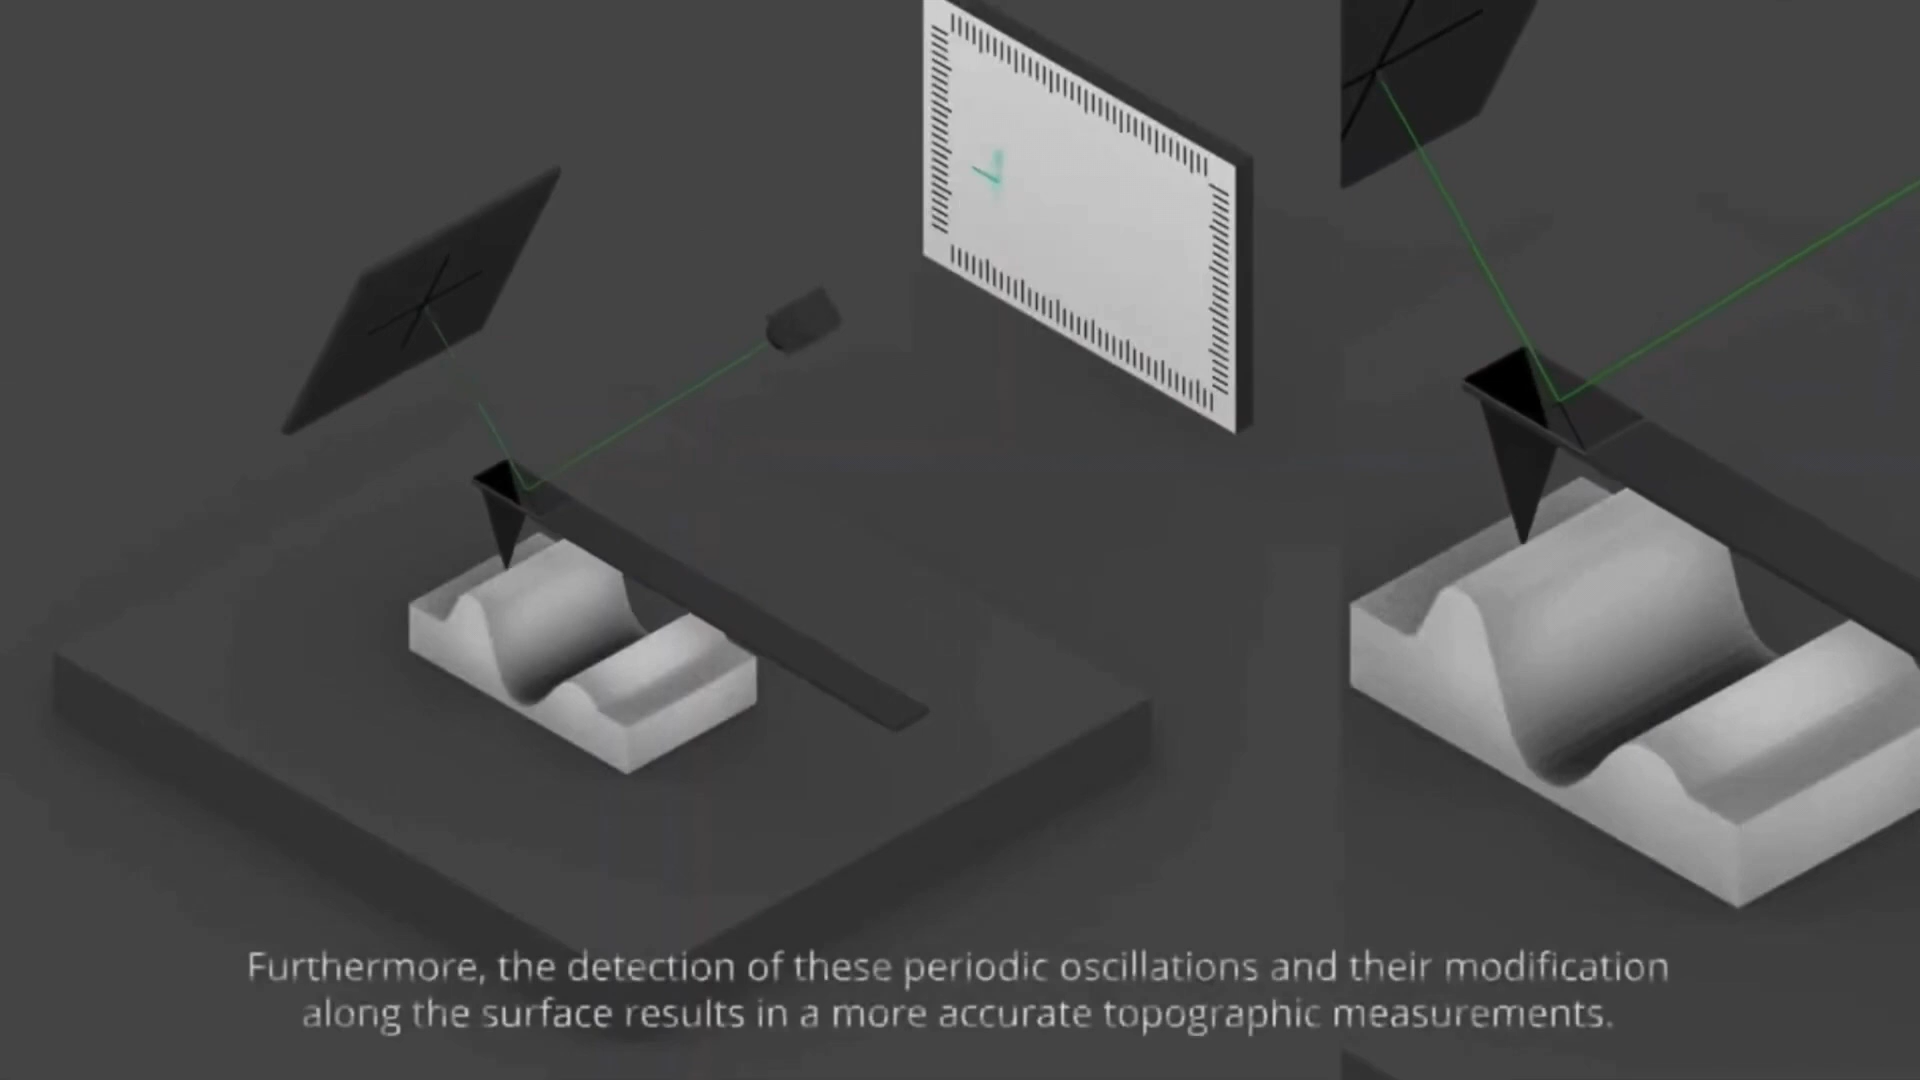 Furthermore, the detection of these periodic oscillations and their modification
along the surface results in a more accurate topographic measurements.